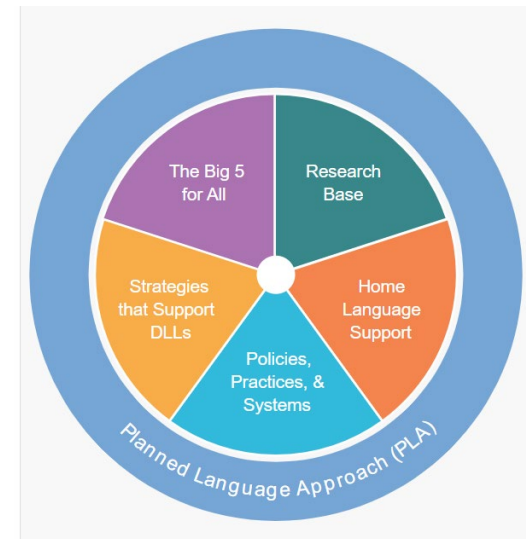 The Big 5
for All
Research
Base
Strategies
that Support
DLLs
Home
Language
Support
Policies,
Practices, &
Systems
Planned Language Approach (PLA)